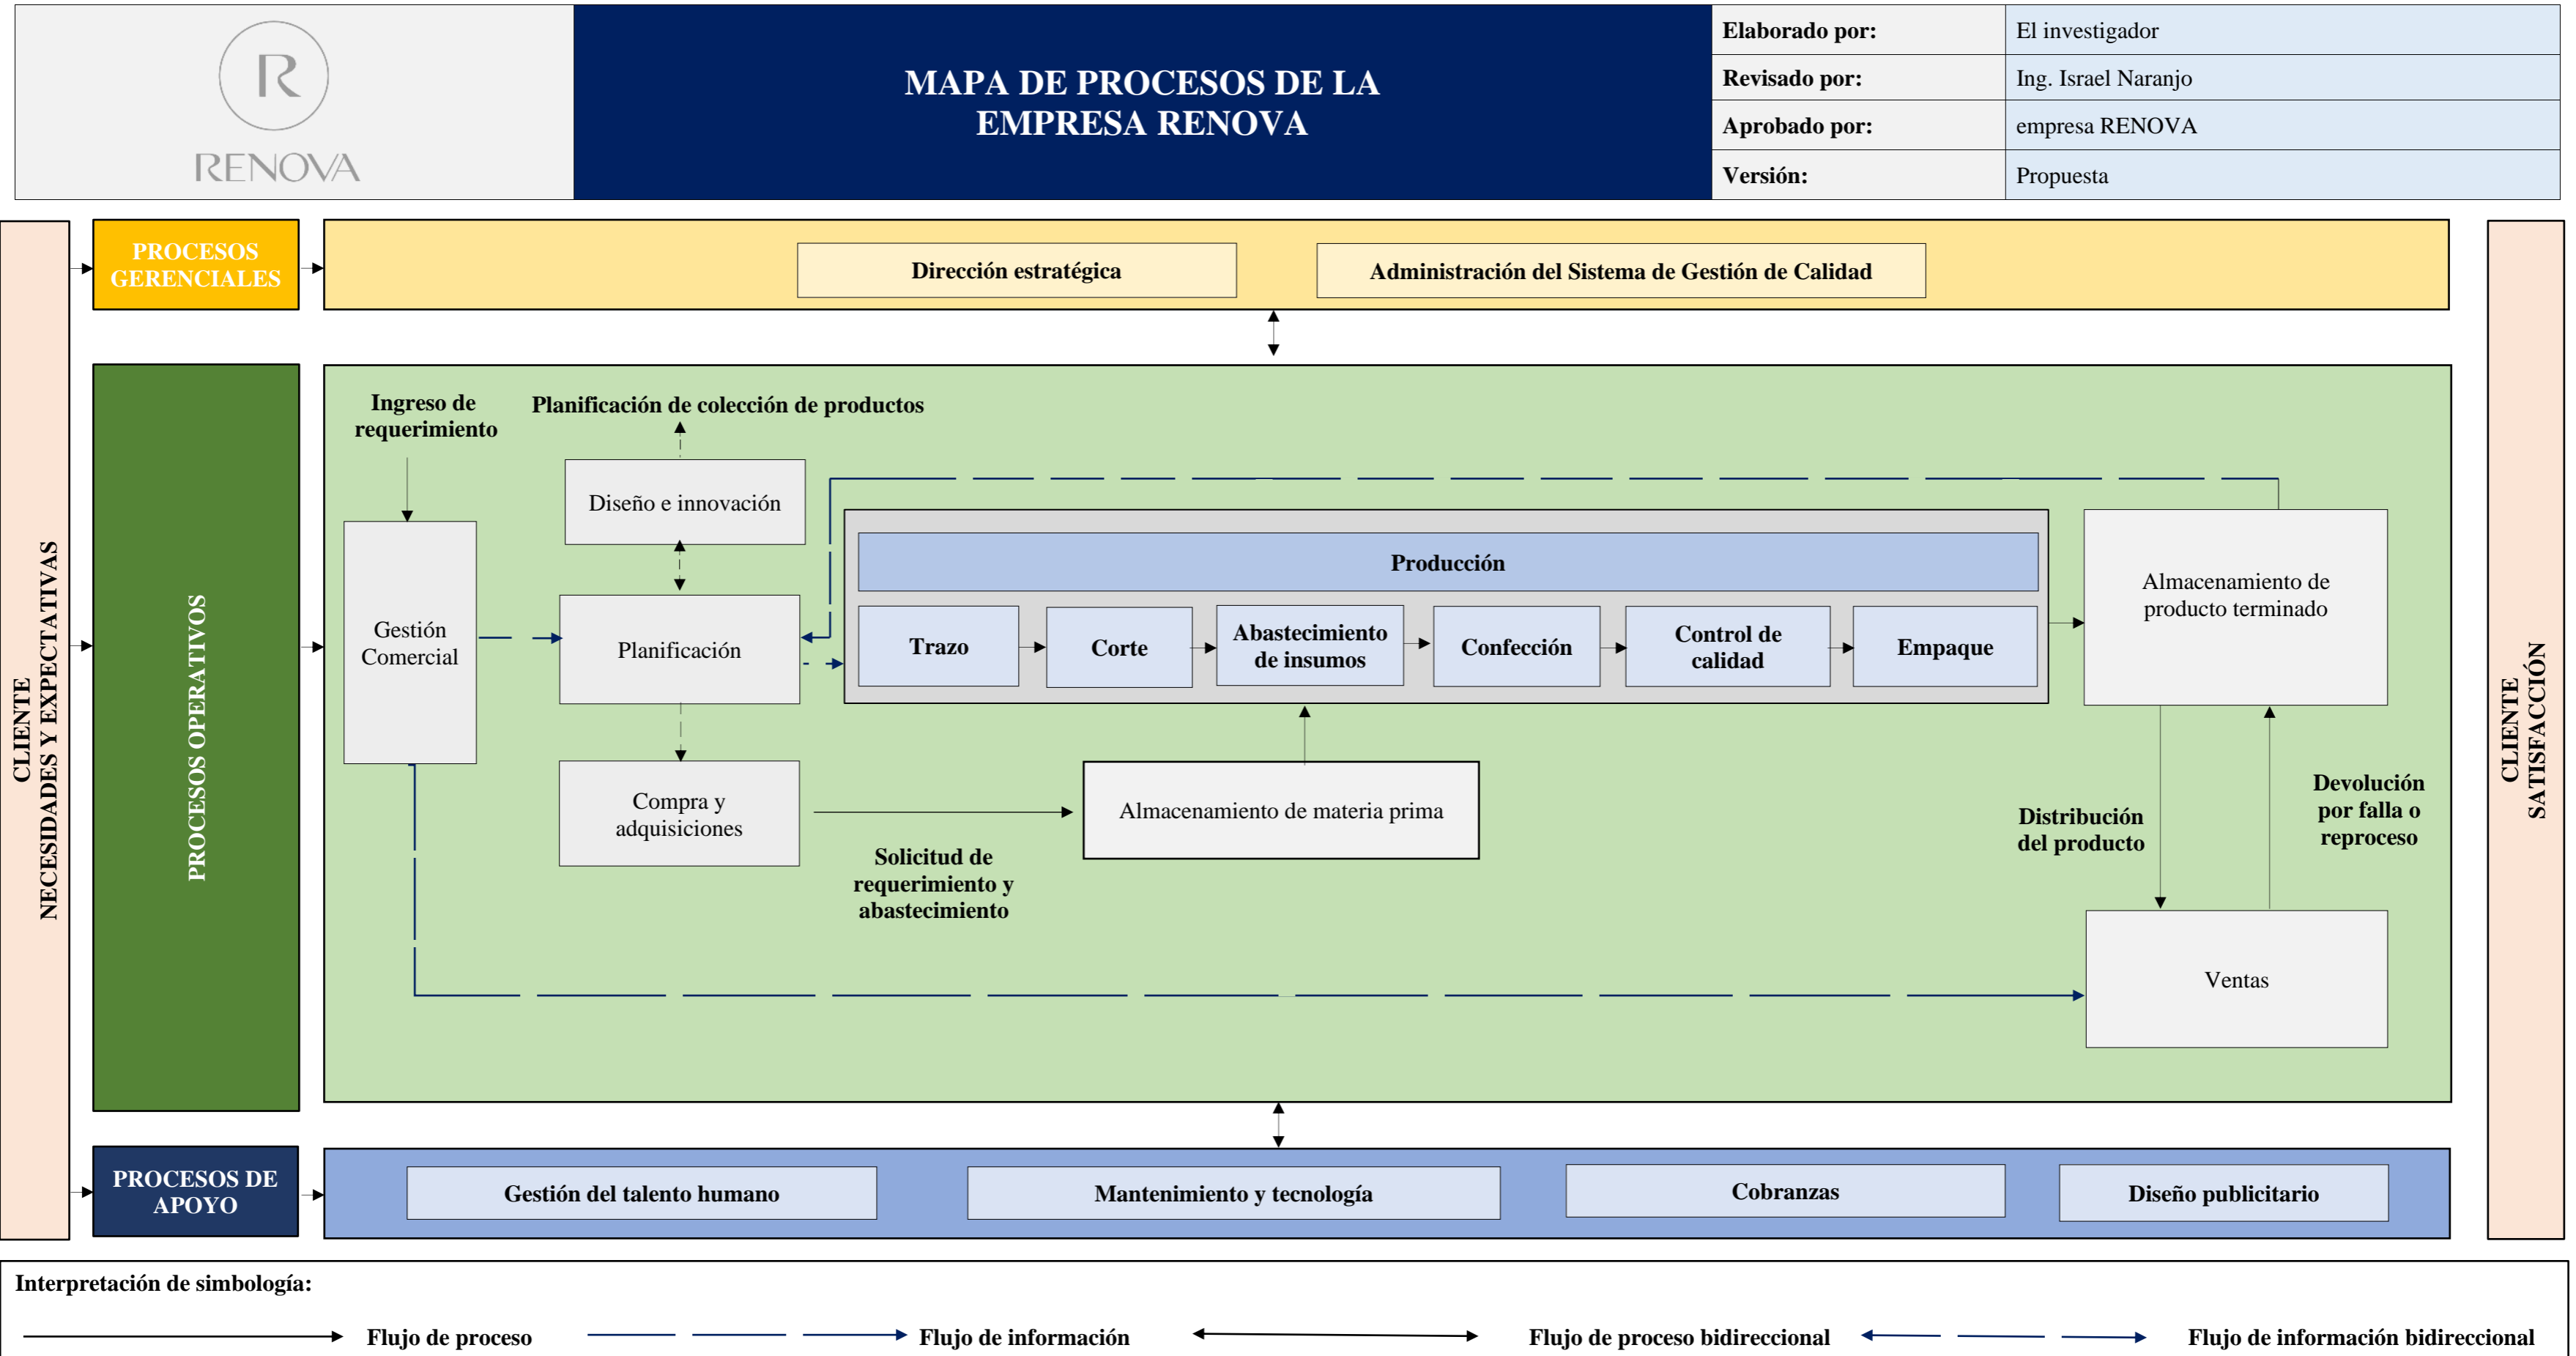 R
RENOVA
MAPA DE PROCESOS DE LA
EMPRESA RENOVA
Elaborado por:
El investigador
Revisado por:
Ing. Israel Naranjo
Aprobado por:
empresa RENOVA
Versión:
Propuesta
CLIENTE
NECESIDADES Y EXPECTATIVAS
PROCESOS
GERENCIALES
Dirección estratégica
Administración del Sistema de Gestión de Calidad
PROCESOS OPERATIVOS
Ingreso de
requerimiento
Planificación de colección de productos
Diseño e innovación
Gestión
Comercial
Planificación
Producción
Trazo
Corte
Abastecimiento
de insumos
Confección
Control de
calidad
Empaque
Almacenamiento de
producto terminado
Compra y
adquisiciones
Solicitud de
requerimiento y
abastecimiento
Almacenamiento de materia prima
Distribución
del producto
Devolución
por falla o
reproceso
Ventas
CLIENTE
SATISFACCIÓN
PROCESOS DE
APOYO
Gestión del talento humano
Mantenimiento y tecnología
Cobranzas
Diseño publicitario
Interpretación de simbología:
Flujo de proceso
Flujo de información
Flujo de proceso bidireccional
Flujo de información bidireccional